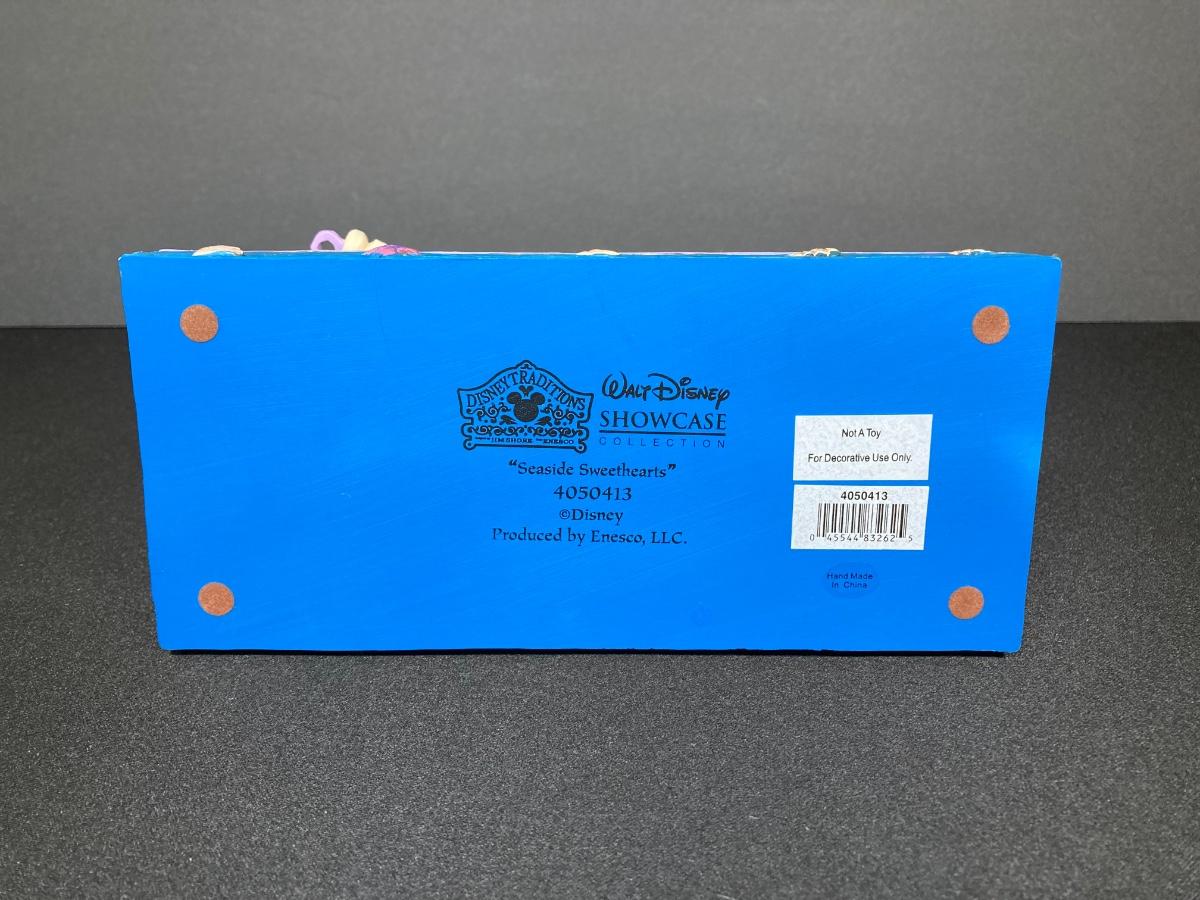 DISNEY TRADITIONS
JIM SHORE ENESCO
WALT DISNEY
SHOWCASE
COLLECTION
“Seaside Sweethearts”
4050413
©Disney
Produced by Enesco, LLC.
Not A Toy
For Decorative Use Only.
4050413
0 45544 83262 5
Hand Made
In China